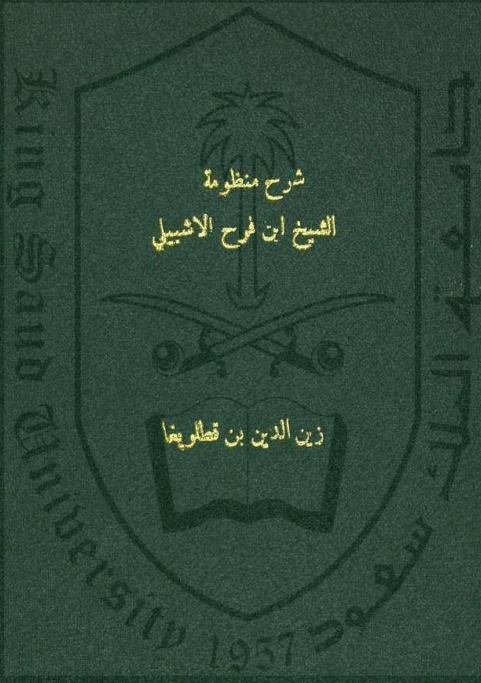 شرح منظومة
الشيخ ابن فرح الاشبيلي
زين الدين بن قطلوبغا
King Saud University 1957
جامعة الملك سعود